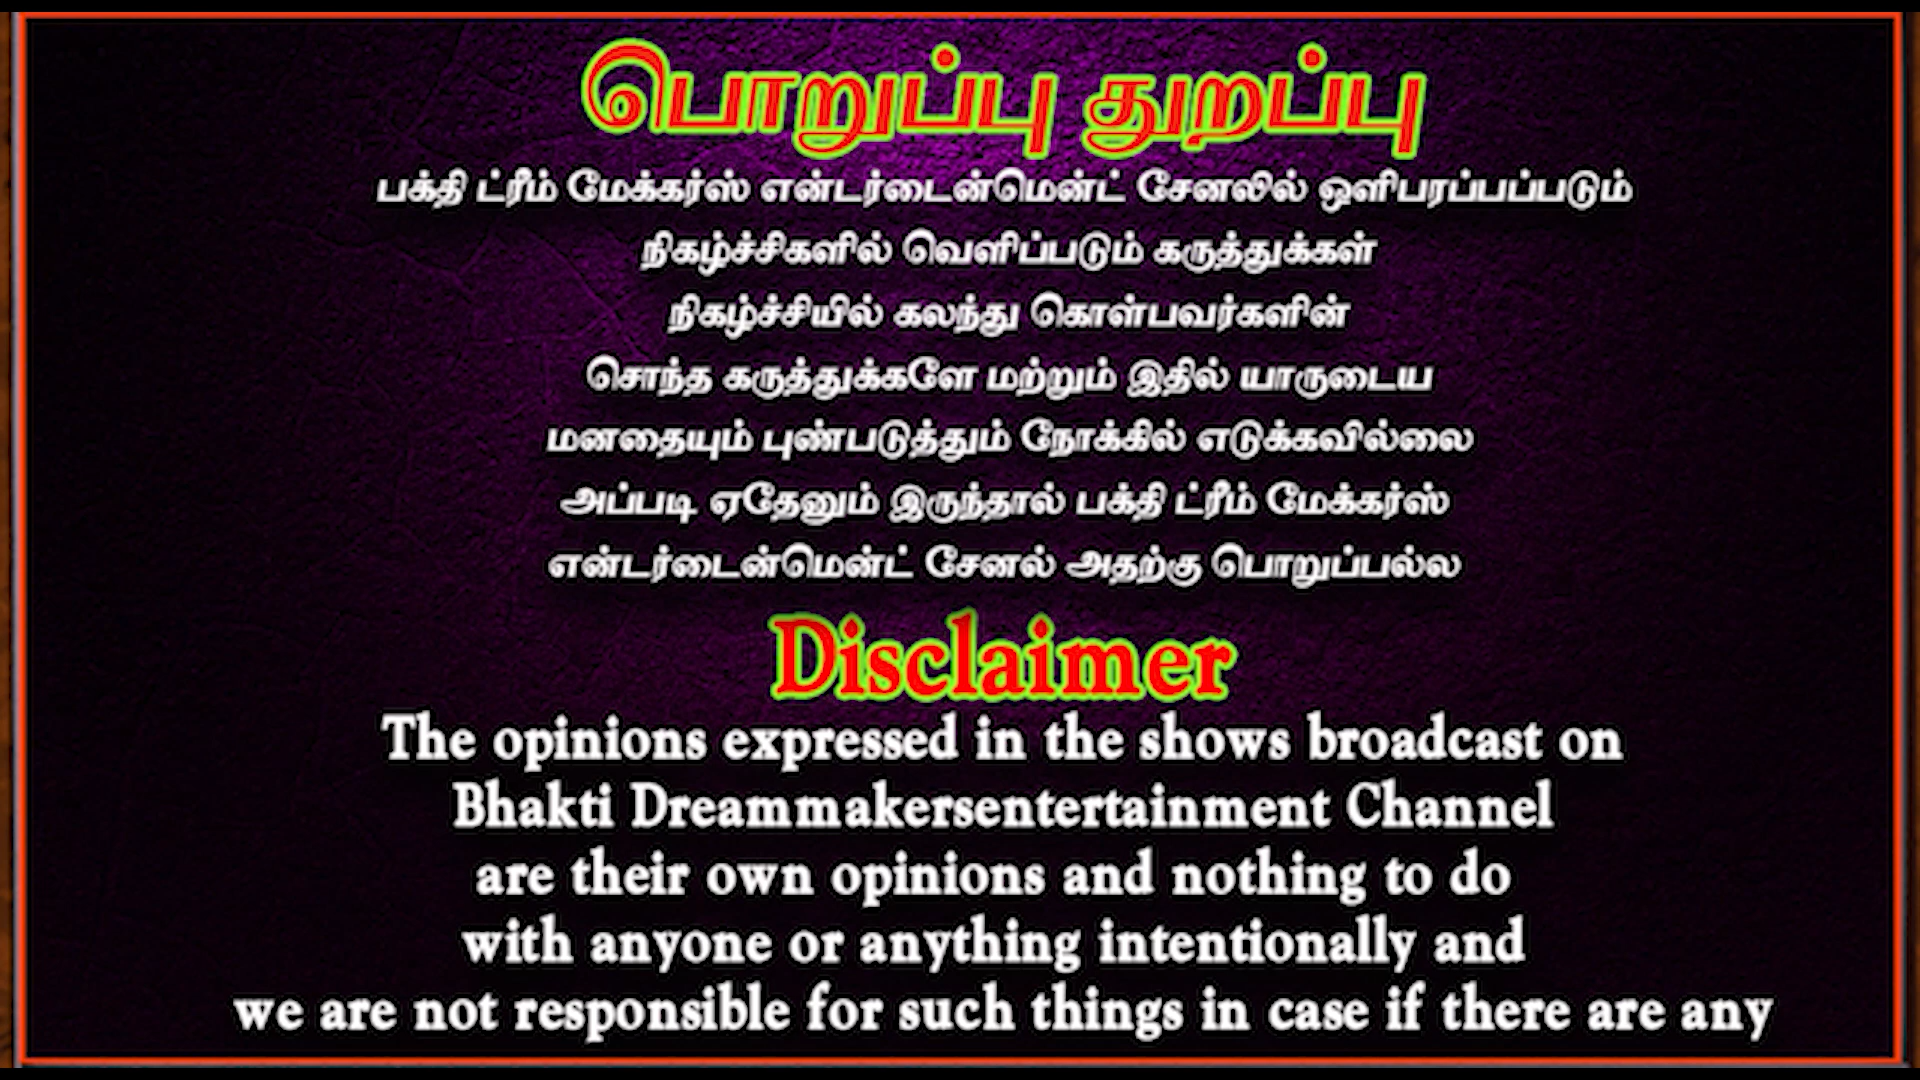 பொறுப்பு துறப்பு
பக்தி ட்ரீம் மேக்கர்ஸ் என்டர்டைன்மென்ட் சேனலில் ஒளிபரப்பப்படும்
நிகழ்ச்சிகளில் வெளிப்படும் கருத்துக்கள்
நிகழ்ச்சியில் கலந்து கொள்பவர்களின்
சொந்த கருத்துக்களே மற்றும் இதில் யாருடைய
மனதையும் புண்படுத்தும் நோக்கில் எடுக்கவில்லை
அப்படி ஏதேனும் இருந்தால் பக்தி ட்ரீம் மேக்கர்ஸ்
என்டர்டைன்மென்ட் சேனல் அதற்கு பொறுப்பல்ல
Disclaimer
The opinions expressed in the shows broadcast on
Bhakti Dreammakersentertainment Channel
are their own opinions and nothing to do
with anyone or anything intentionally and
we are not responsible for such things in case if there are any